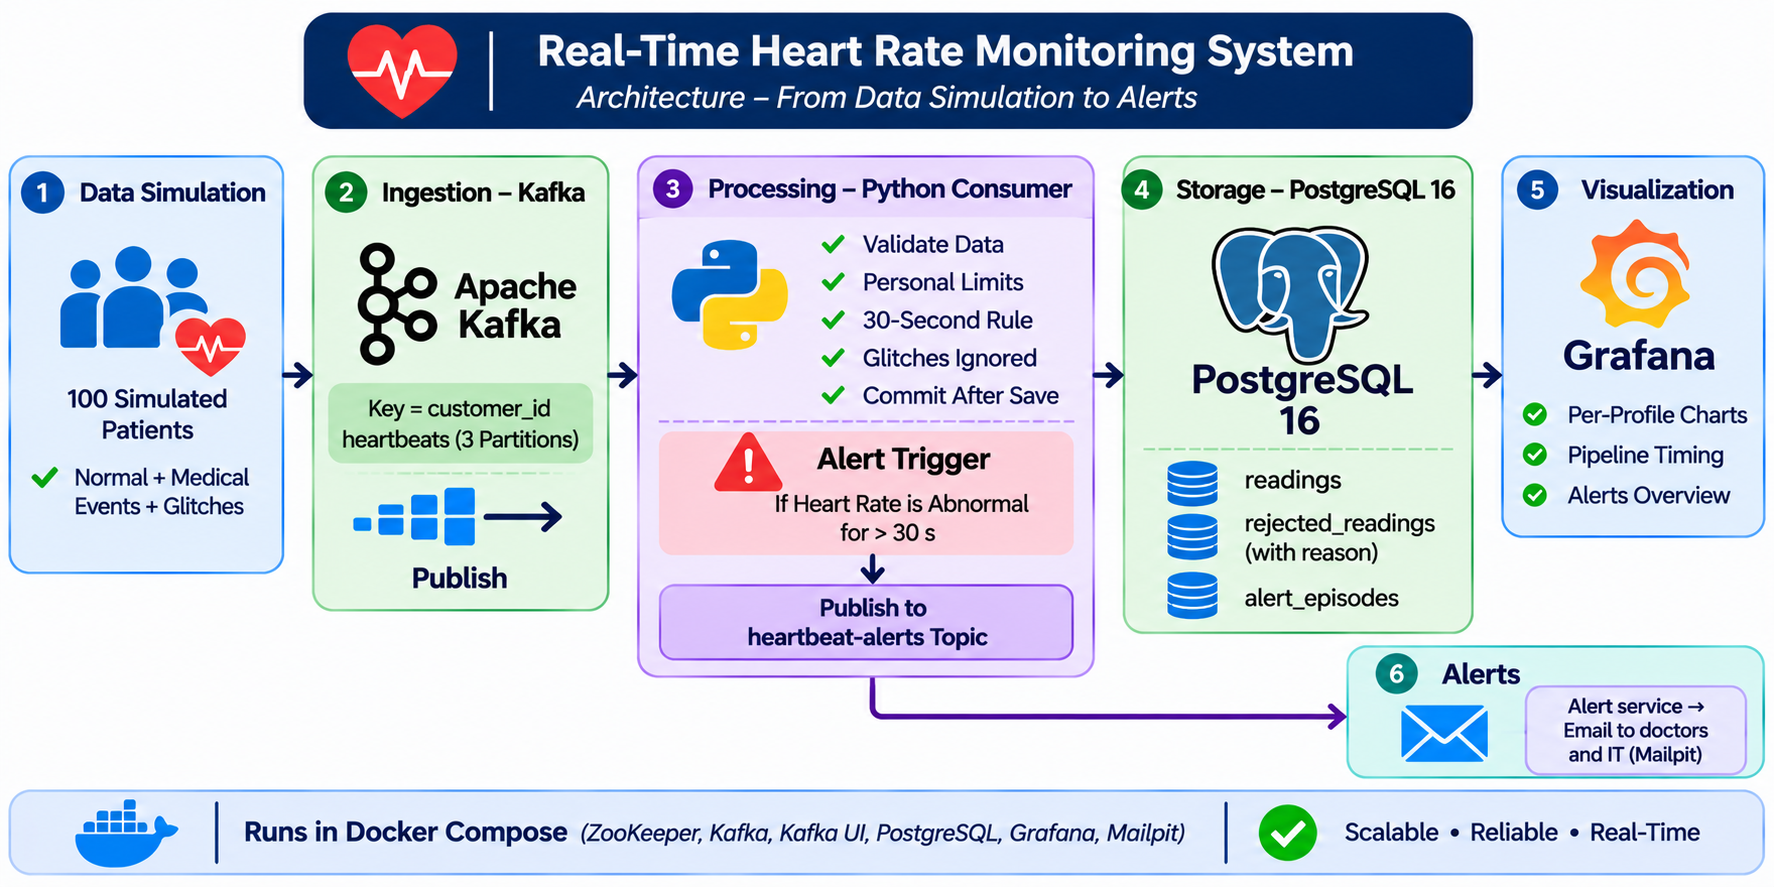 Real-Time Heart Rate Monitoring System
Architecture – From Data Simulation to Alerts
1 Data Simulation
100 Simulated
Patients
Normal + Medical
Events + Glitches
2 Ingestion – Kafka
Apache
Kafka
Key = customer_id
heartbeats (3 Partitions)
Publish
3 Processing – Python Consumer
Validate Data
Personal Limits
30-Second Rule
Glitches Ignored
Commit After Save
Alert Trigger
If Heart Rate is Abnormal
for > 30 s
Publish to
heartbeat-alerts Topic
4 Storage – PostgreSQL 16
PostgreSQL
16
readings
rejected_readings
(with reason)
alert_episodes
5 Visualization
Grafana
Per-Profile Charts
Pipeline Timing
Alerts Overview
6 Alerts
Alert service →
Email to doctors
and IT (Mailpit)
Runs in Docker Compose (ZooKeeper, Kafka, Kafka UI, PostgreSQL, Grafana, Mailpit)
Scalable • Reliable • Real-Time